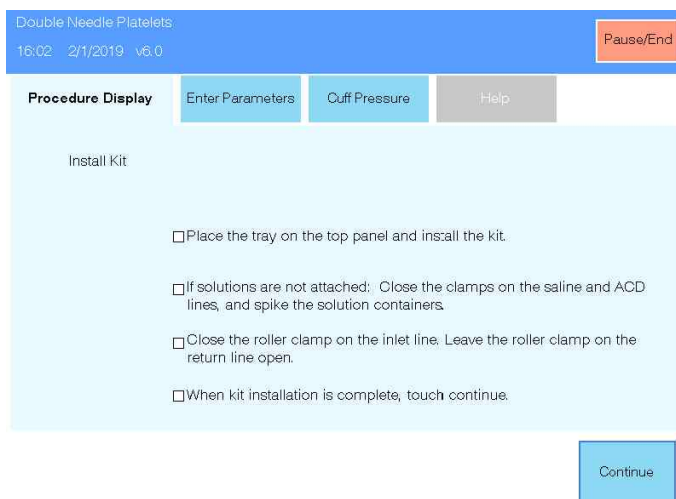 Double Needle Platelets
16:02 2/1/2019 v6.0
Pause/End
Procedure Display
Enter Parameters
Cuff Pressure
Help
Install Kit
Place the tray on the top panel and install the kit.
If solutions are not attached: Close the clamps on the saline and ACD
lines, and spike the solution containers.
Close the roller clamp on the inlet line. Leave the roller clamp on the
return line open.
When kit installation is complete, touch continue.
Continue